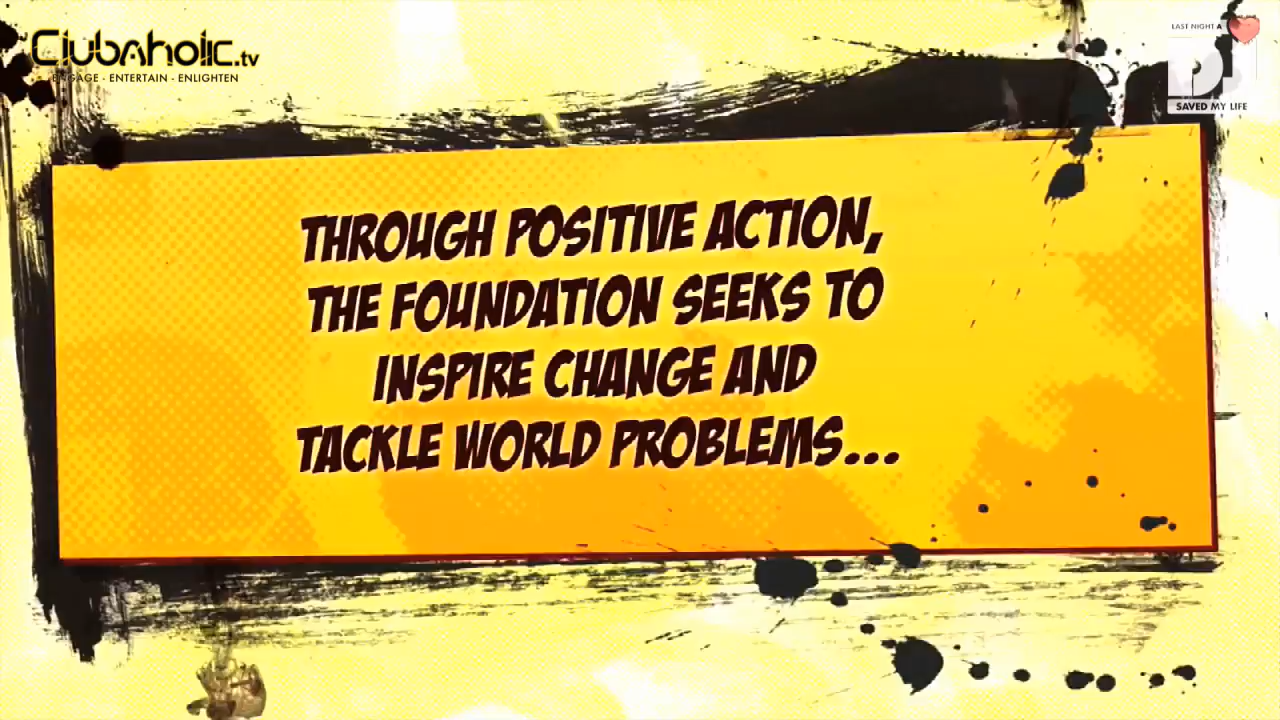 Clubaholic.tv
ENGAGE - ENTERTAIN - ENLIGHTEN
LAST NIGHT A
DJ
SAVED MY LIFE
THROUGH POSITIVE ACTION,
THE FOUNDATION SEEKS TO
INSPIRE CHANGE AND
TACKLE WORLD PROBLEMS...